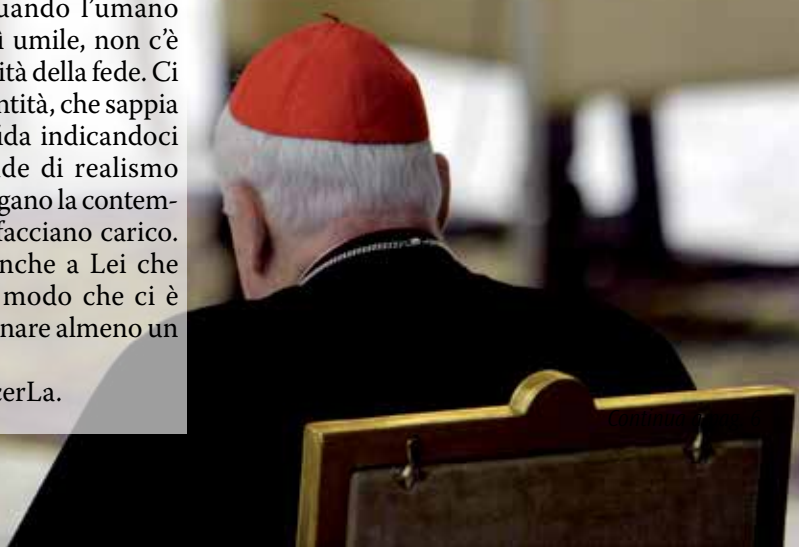 uando l’umano
ì umile, non c’è
ità della fede. Ci
ntità, che sappia
ida indicandoci
de di realismo
gano la contem-
facciano carico.
nche a Lei che
modo che ci è
nare almeno un
cerLa.